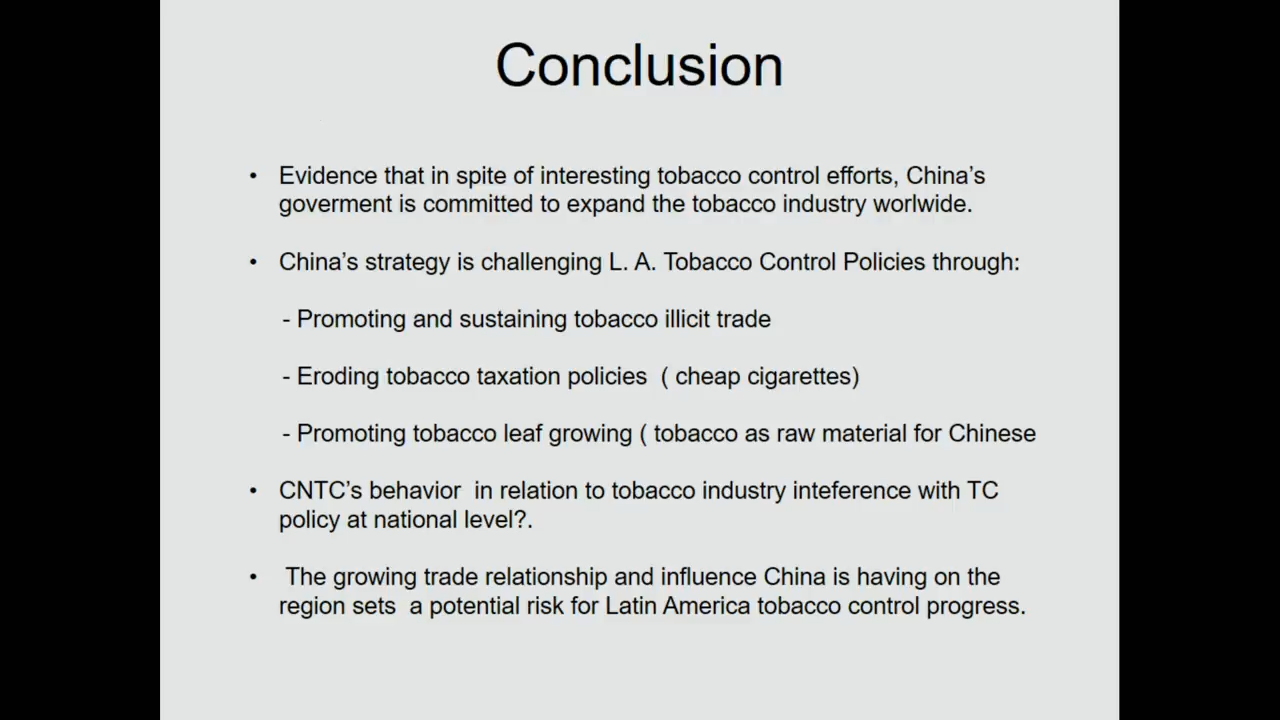 Conclusion
• Evidence that in spite of interesting tobacco control efforts, China's
goverment is committed to expand the tobacco industry worlwide.
• China's strategy is challenging L. A. Tobacco Control Policies through:
- Promoting and sustaining tobacco illicit trade
- Eroding tobacco taxation policies  ( cheap cigarettes)
- Promoting tobacco leaf growing ( tobacco as raw material for Chinese
• CNTC's behavior  in relation to tobacco industry inteference with TC
policy at national level?.
• The growing trade relationship and influence China is having on the
region sets  a potential risk for Latin America tobacco control progress.